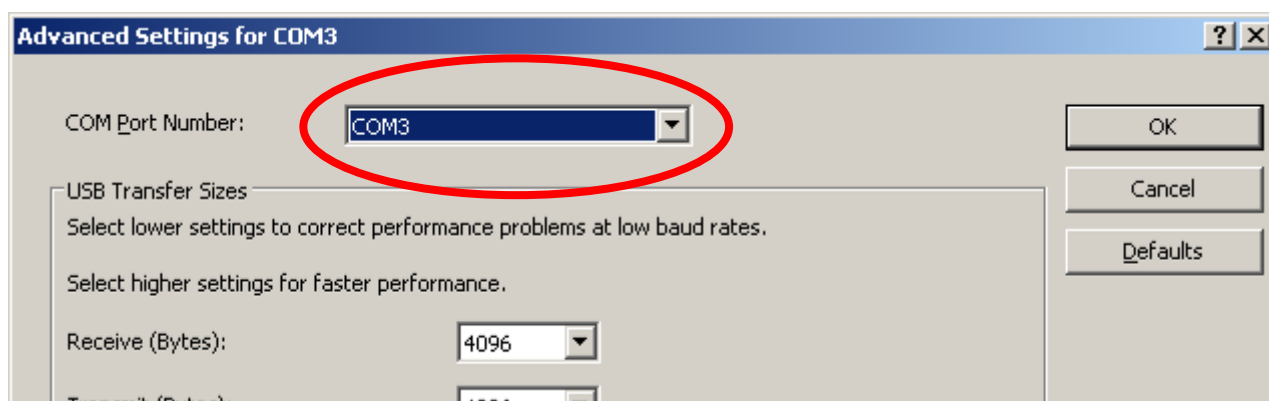 Advanced Settings for COM3
COM Port Number: COM3
OK
USB Transfer Sizes
Cancel
Select lower settings to correct performance problems at low baud rates.
Defaults
Select higher settings for faster performance.
Receive (Bytes): 4096